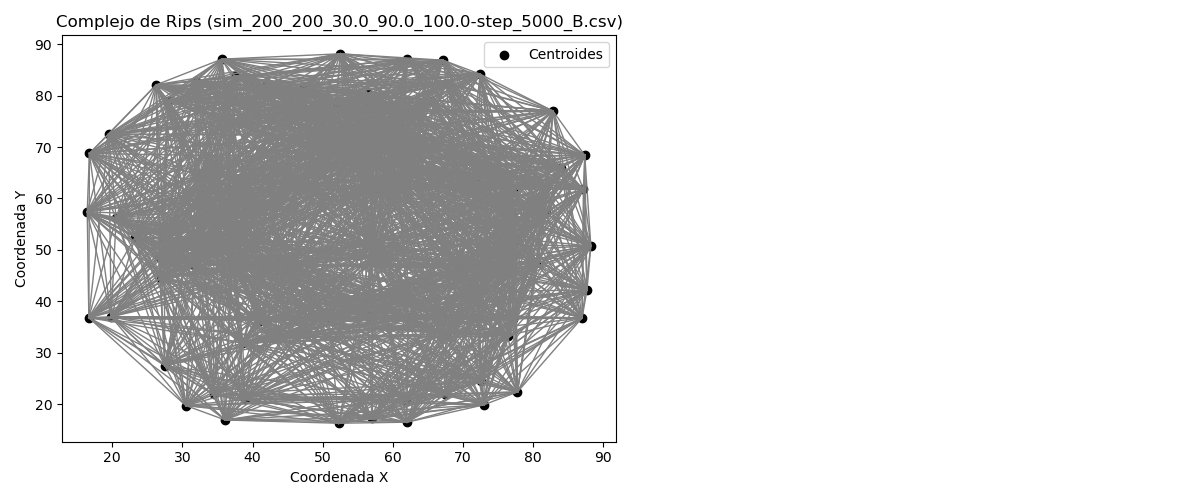 Complejo de Rips (sim_200_200_30.0_90.0_100.0-step_5000_B.csv)
Centroides
Coordenada Y
90
80
70
60
50
40
30
20
20 30 40 50 60 70 80 90
Coordenada X